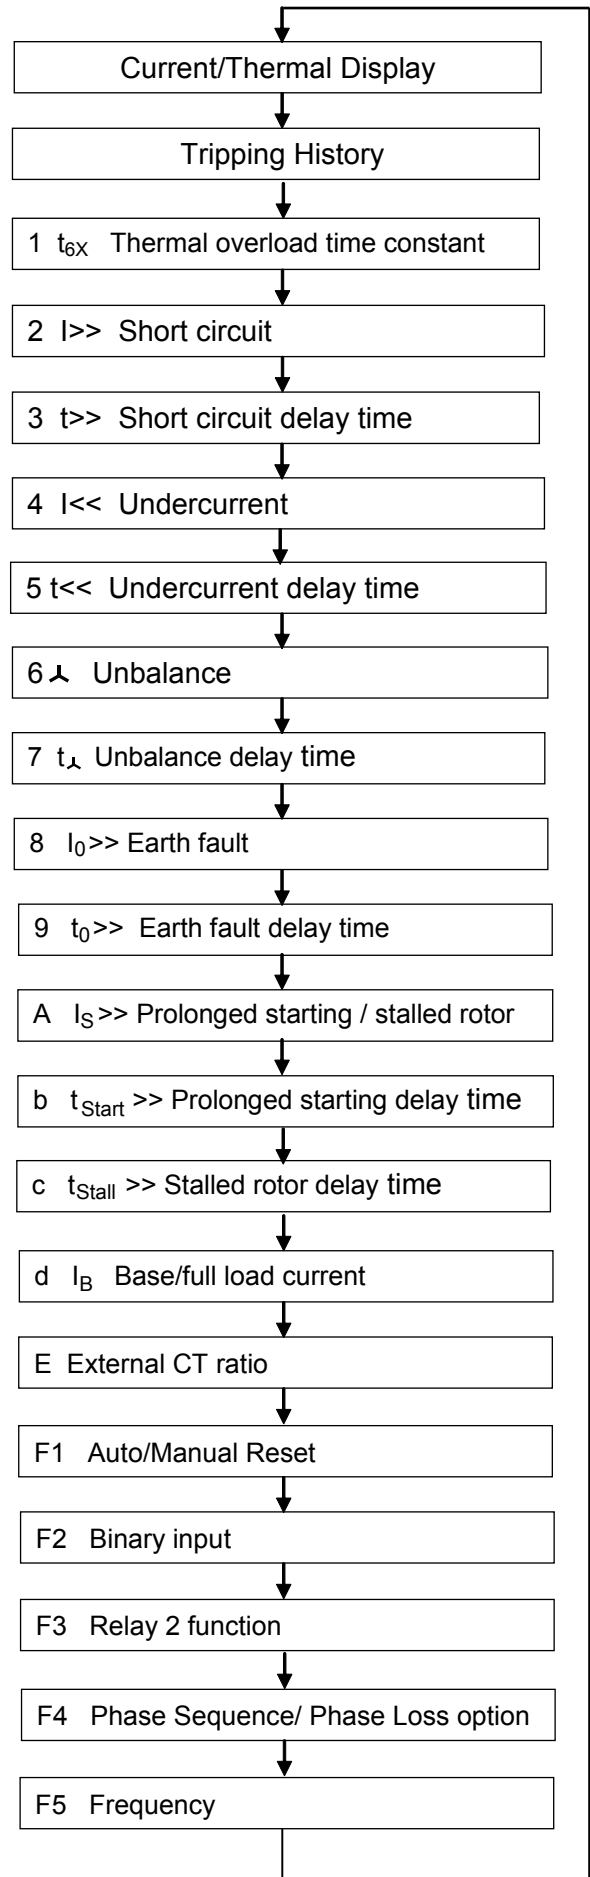 Current/Thermal Display
Tripping History
1 t6X Thermal overload time constant
2 I>> Short circuit
3 t>> Short circuit delay time
4 I<< Undercurrent
5 t<< Undercurrent delay time
6 ⅄ Unbalance
7 t⅄ Unbalance delay time
8 I0>> Earth fault
9 t0>> Earth fault delay time
A IS>> Prolonged starting / stalled rotor
b tStart >> Prolonged starting delay time
c tStall >> Stalled rotor delay time
d IB Base/full load current
E External CT ratio
F1 Auto/Manual Reset
F2 Binary input
F3 Relay 2 function
F4 Phase Sequence/ Phase Loss option
F5 Frequency